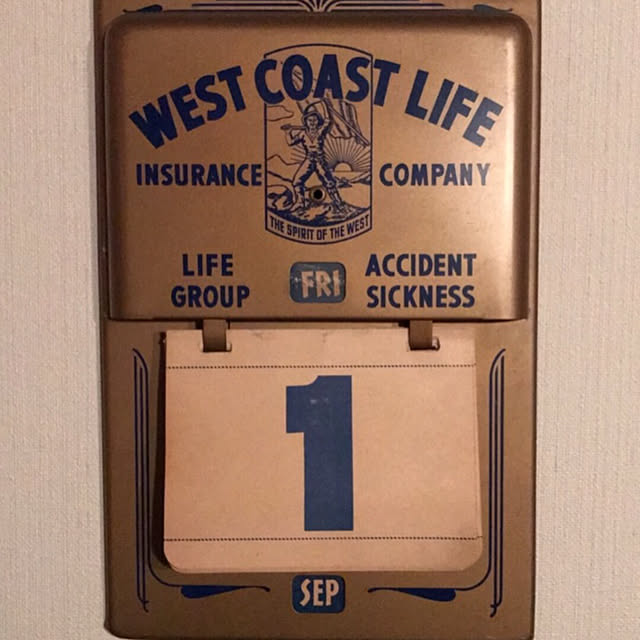 WEST COAST LIFE
INSURANCE COMPANY
THE SPIRIT OF THE WEST
LIFE ACCIDENT
GROUP SICKNESS
FRI
1
SEP